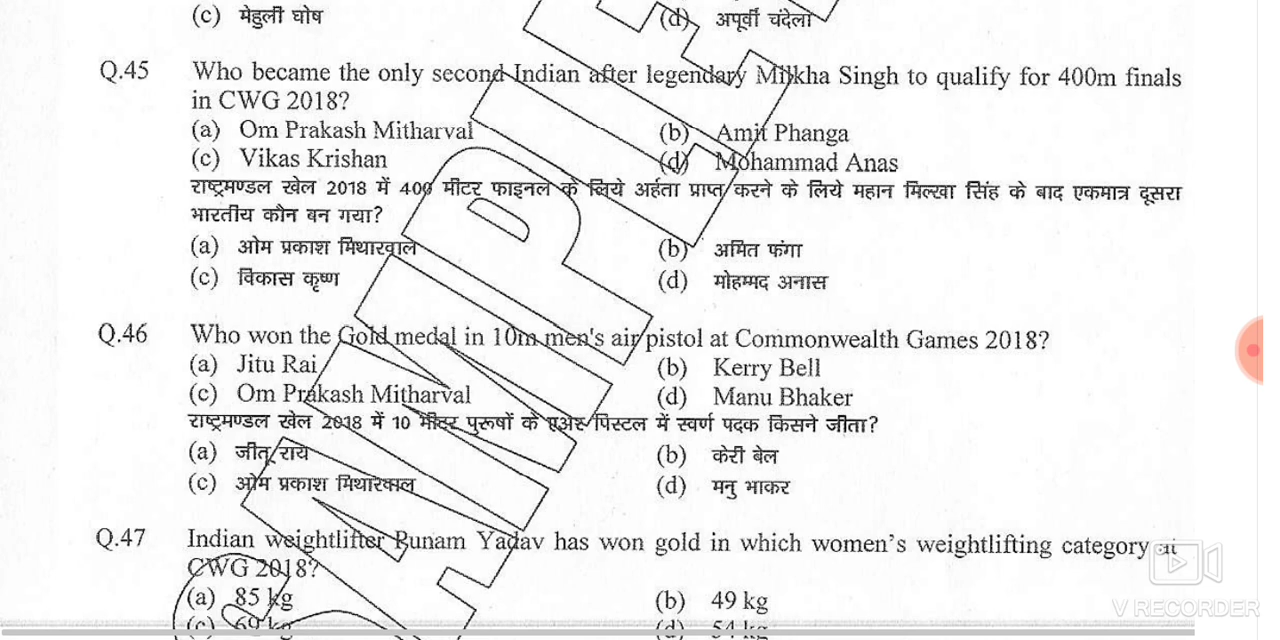 (c) मेहुली घोष (d) अपूर्वी चंदेला
Q.45 Who became the only second Indian after legendary Milkha Singh to qualify for 400m finals
in CWG 2018?
(a) Om Prakash Mitharval (b) Amit Phanga
(c) Vikas Krishan (d) Mohammad Anas
राष्ट्रमण्डल खेल 2018 में 400 मीटर फाइनल के लिये अर्हता प्राप्त करने के लिये महान मिल्खा सिंह के बाद एकमात्र दूसरा
भारतीय कौन बन गया?
(a) ओम प्रकाश मिथारवाल (b) अमित फंगा
(c) विकास कृष्ण (d) मोहम्मद अनास
Q.46 Who won the Gold medal in 10m men's air pistol at Commonwealth Games 2018?
(a) Jitu Rai (b) Kerry Bell
(c) Om Prakash Mitharval (d) Manu Bhaker
राष्ट्रमण्डल खेल 2018 में 10 मीटर पुरूषों के एअर पिस्टल में स्वर्ण पदक किसने जीता?
(a) जीतू राय (b) केरी बेल
(c) ओम प्रकाश मिथारवाल (d) मनु भाकर
Q.47 Indian weightlifter Punam Yadav has won gold in which women’s weightlifting category at
CWG 2018?
(a) 85 kg (b) 49 kg
(c) 69 kg (d) 54 kg
V RECORDER